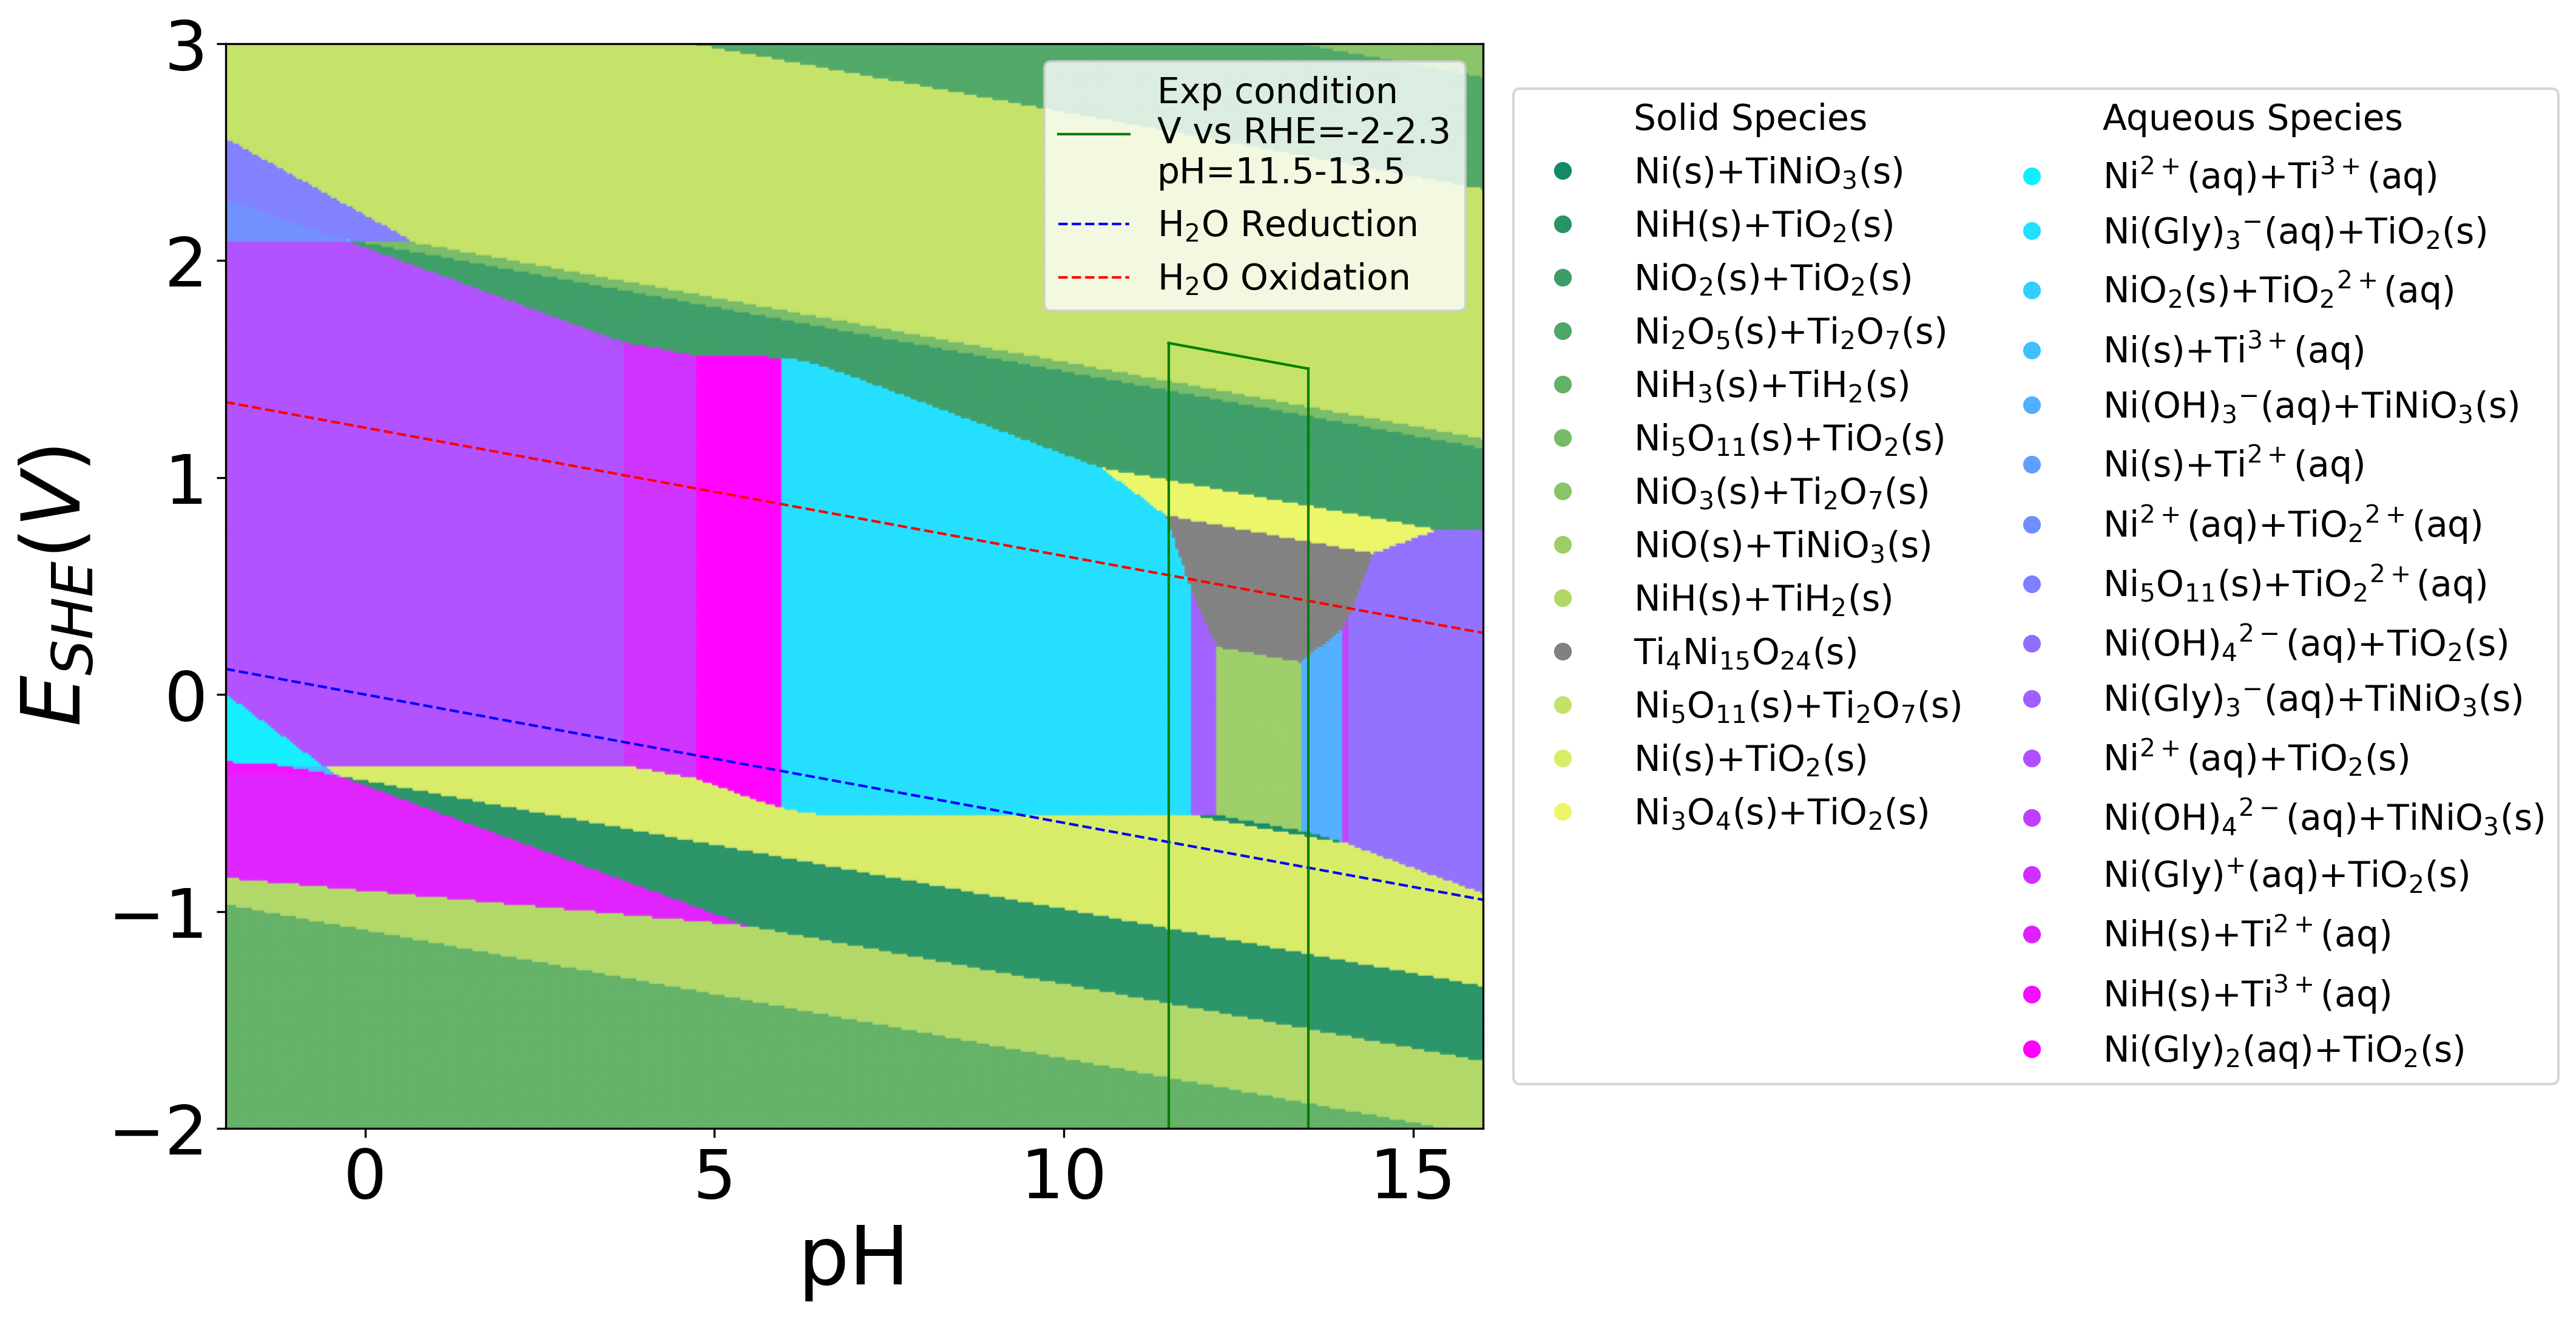 3
2
1
0
−1
−2
E_{SHE}(V)
0
5
10
15
pH
Exp condition
V vs RHE=-2-2.3
pH=11.5-13.5
H₂O Reduction
H₂O Oxidation
Solid Species
Ni(s)+TiNiO₃(s)
NiH(s)+TiO₂(s)
NiO₂(s)+TiO₂(s)
Ni₂O₅(s)+Ti₂O₇(s)
NiH₃(s)+TiH₂(s)
Ni₅O₁₁(s)+TiO₂(s)
NiO₃(s)+Ti₂O₇(s)
NiO(s)+TiNiO₃(s)
NiH(s)+TiH₂(s)
Ti₄Ni₁₅O₂₄(s)
Ni₅O₁₁(s)+Ti₂O₇(s)
Ni(s)+TiO₂(s)
Ni₃O₄(s)+TiO₂(s)
Aqueous Species
Ni²⁺(aq)+Ti³⁺(aq)
Ni(Gly)₃⁻(aq)+TiO₂(s)
NiO₂(s)+TiO₂²⁺(aq)
Ni(s)+Ti³⁺(aq)
Ni(OH)₃⁻(aq)+TiNiO₃(s)
Ni(s)+Ti²⁺(aq)
Ni²⁺(aq)+TiO₂²⁺(aq)
Ni₅O₁₁(s)+TiO₂²⁺(aq)
Ni(OH)₄²⁻(aq)+TiO₂(s)
Ni(Gly)₃⁻(aq)+TiNiO₃(s)
Ni²⁺(aq)+TiO₂(s)
Ni(OH)₄²⁻(aq)+TiNiO₃(s)
Ni(Gly)⁺(aq)+TiO₂(s)
NiH(s)+Ti²⁺(aq)
NiH(s)+Ti³⁺(aq)
Ni(Gly)₂(aq)+TiO₂(s)